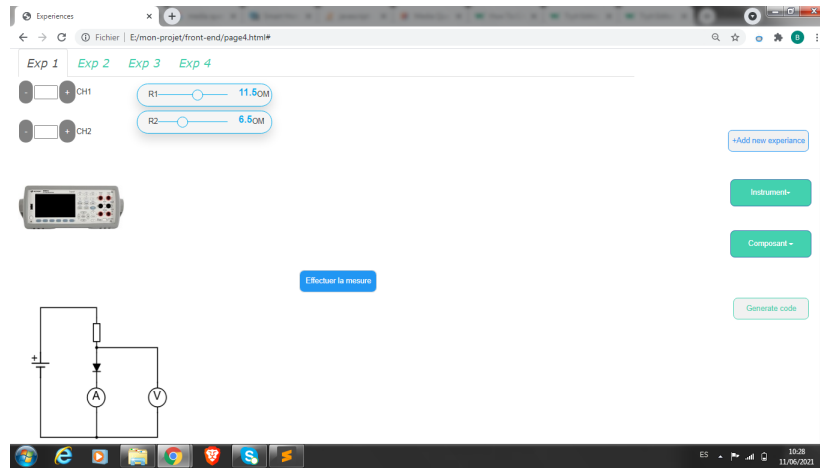 Experiences
Fichier | E:/mon-projet/front-end/page4.html#
B
Exp 1 Exp 2 Exp 3 Exp 4
- + CH1
R1 11.5OM
R2 6.5OM
- + CH2
+Add new experiance
Instrument-
Composant -
Effectuer la mesure
Generate code
+
A V
ES
10:28
11/06/2021